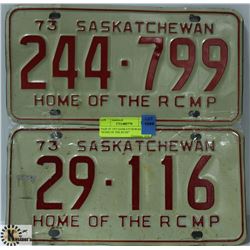 73 SASKATCHEWAN
244-799
HOME OF THE RCMP
73 SASKATCHEWAN
29-116
HOME OF THE RCMP